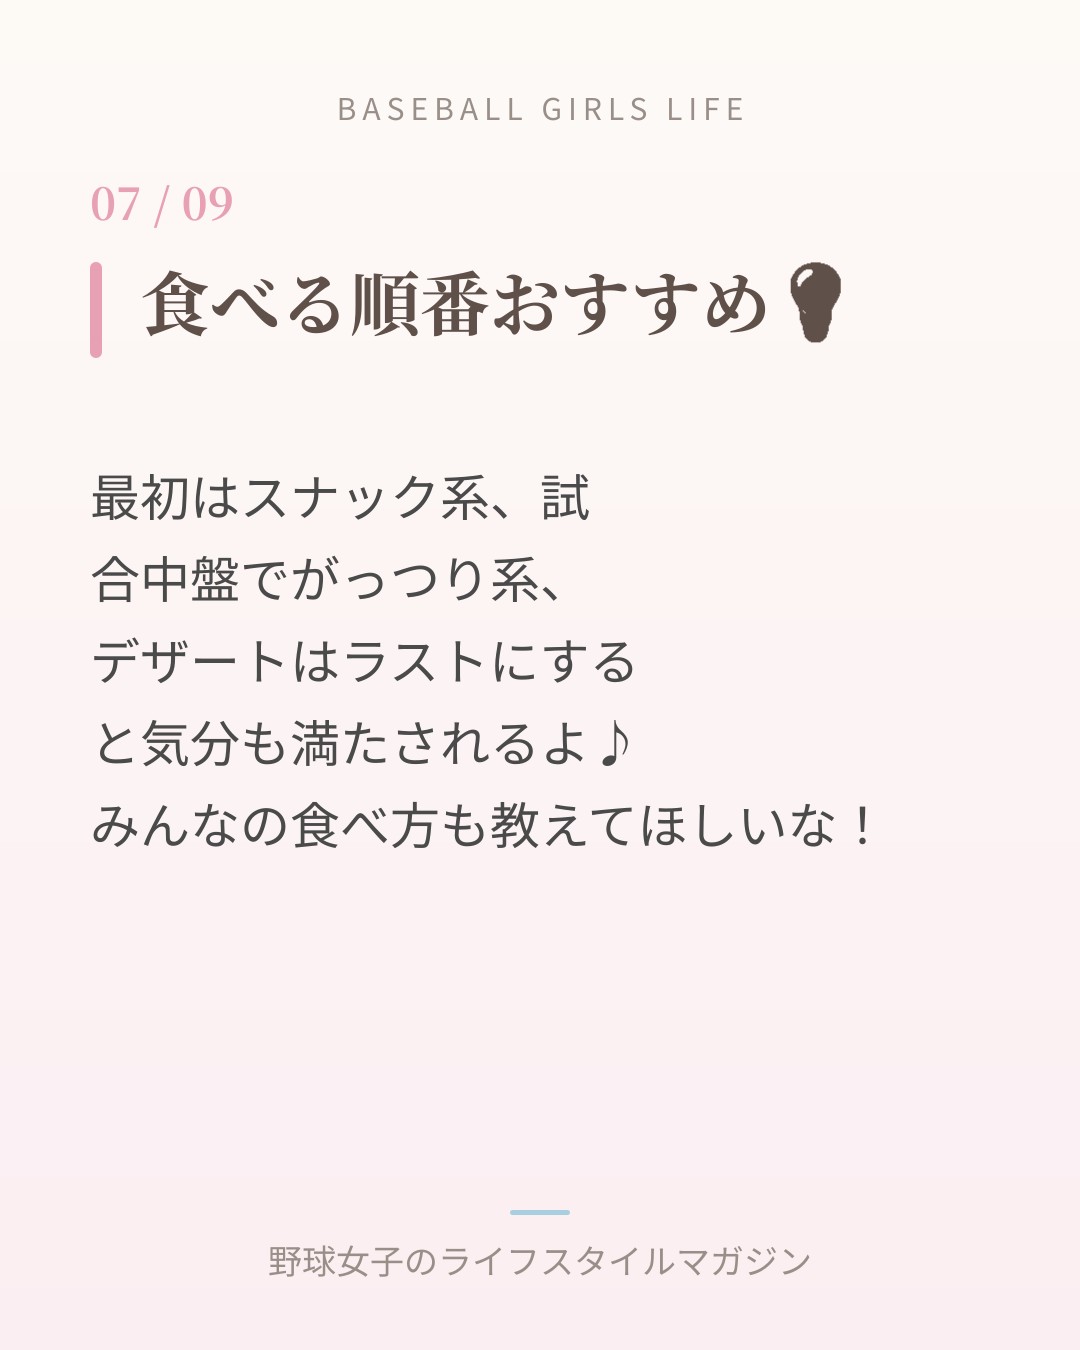 BASEBALL GIRLS LIFE
07 / 09
食べる順番おすすめ💡
最初はスナック系、試
合中盤でがっつり系、
デザートはラストにする
と気分も満たされるよ♪
みんなの食べ方も教えてほしいな！
野球女子のライフスタイルマガジン